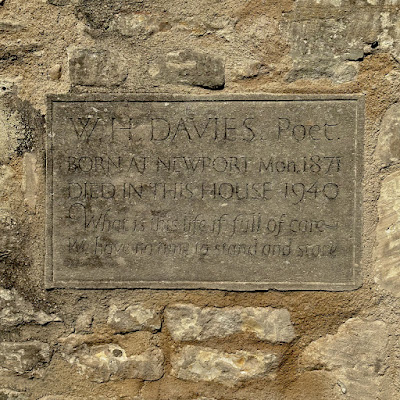 W. H. DAVIES. Poet.
BORN AT NEWPORT Mon. 1871
DIED IN THIS HOUSE 1940
"What is this life if full of care—
We have no time to stand and stare